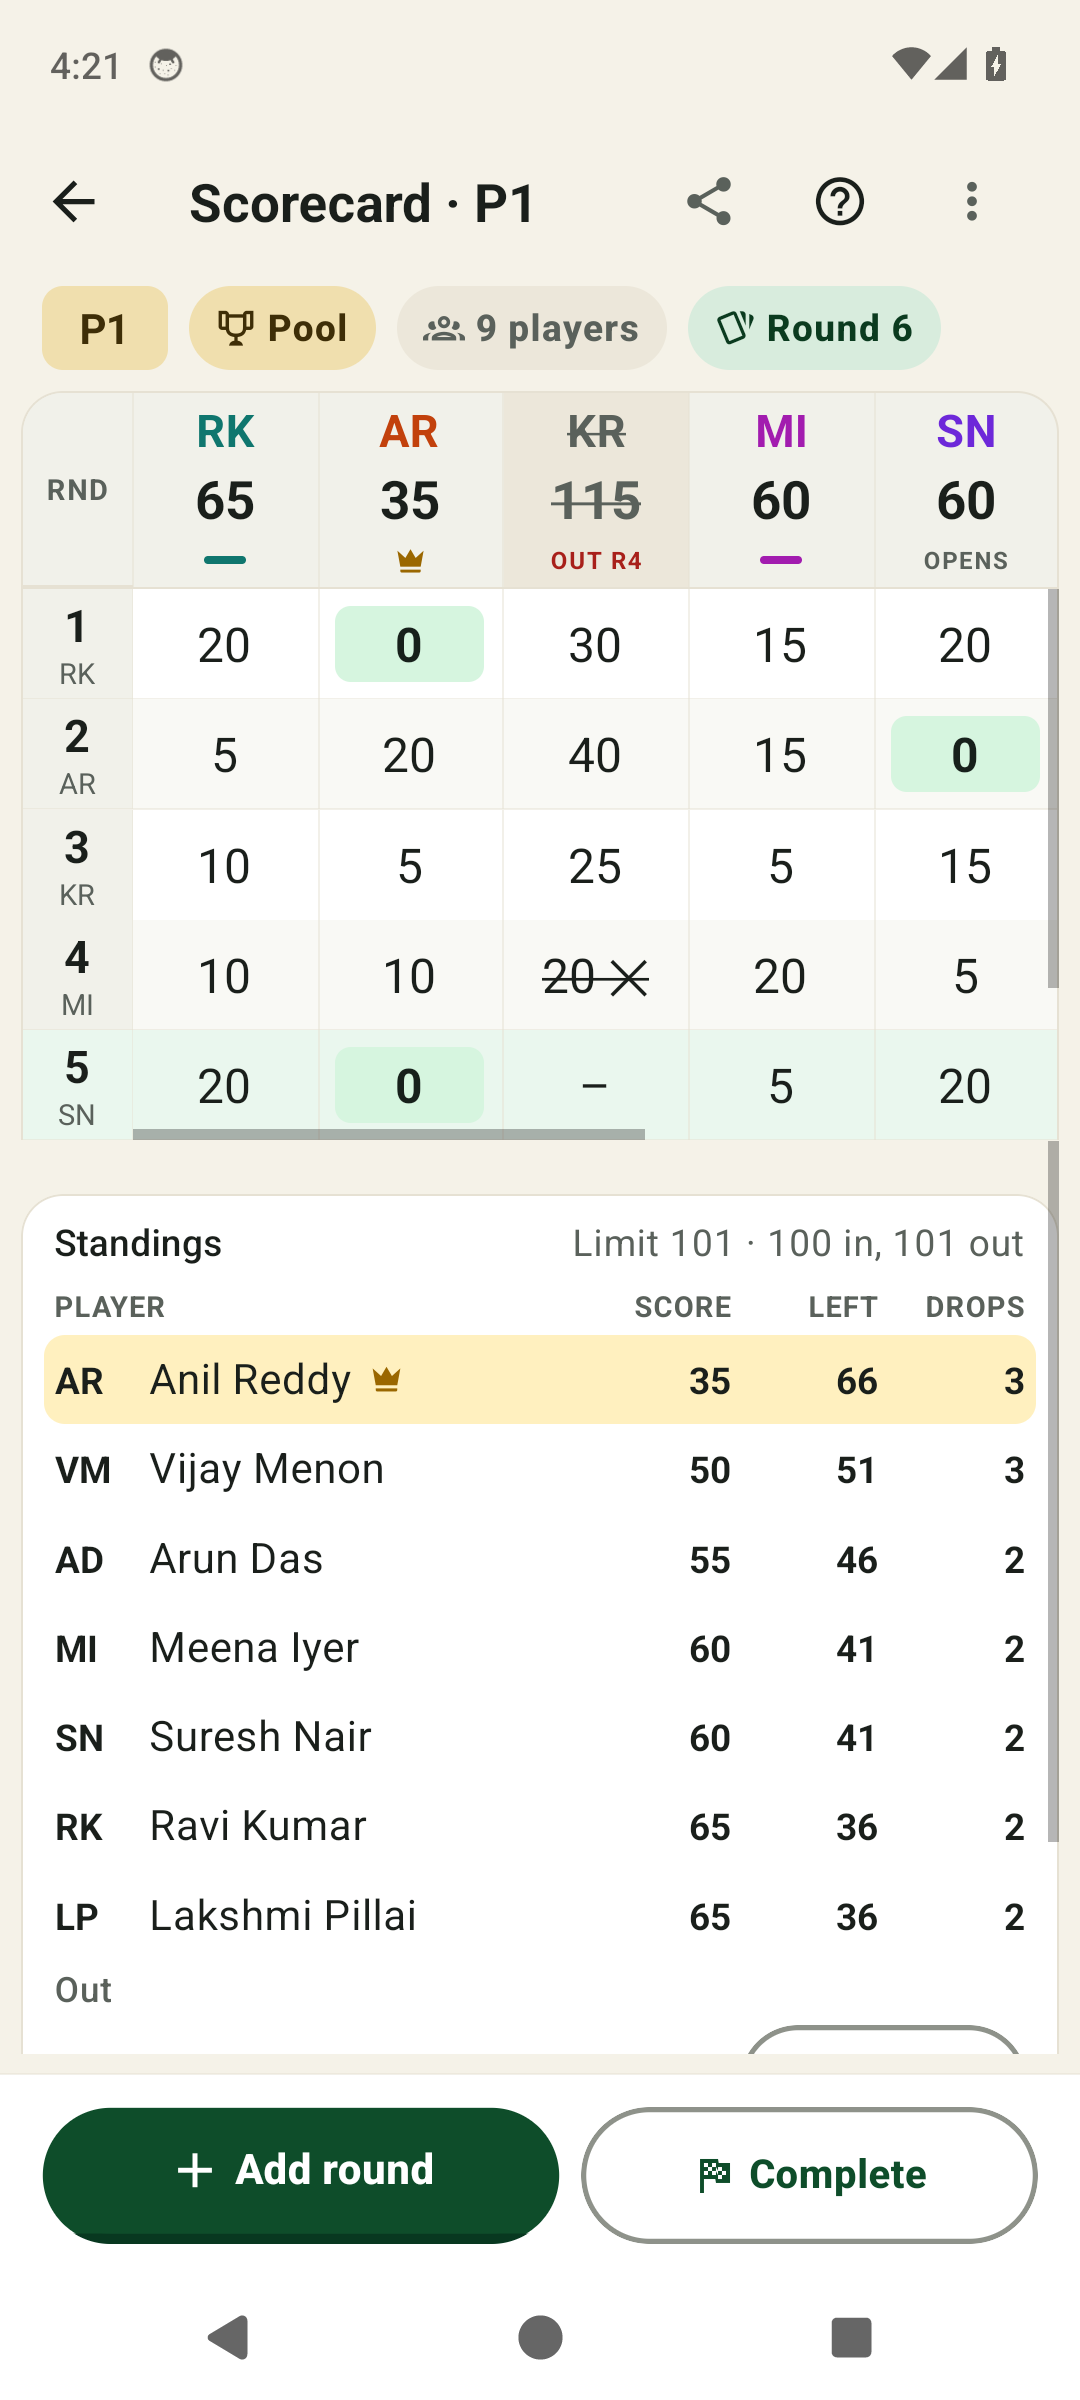 4:21
Scorecard · P1
P1 Pool 9 players Round 6
RK AR KR MI SN
RND 65 35 115 60 60
OUT R4 OPENS
1 20 0 30 15 20
RK
2 5 20 40 15 0
AR
3 10 5 25 5 15
KR
4 10 10 20 × 20 5
MI
5 20 0 – 5 20
SN
Standings Limit 101 · 100 in, 101 out
PLAYER SCORE LEFT DROPS
AR Anil Reddy 35 66 3
VM Vijay Menon 50 51 3
AD Arun Das 55 46 2
MI Meena Iyer 60 41 2
SN Suresh Nair 60 41 2
RK Ravi Kumar 65 36 2
LP Lakshmi Pillai 65 36 2
Out
+ Add round Complete